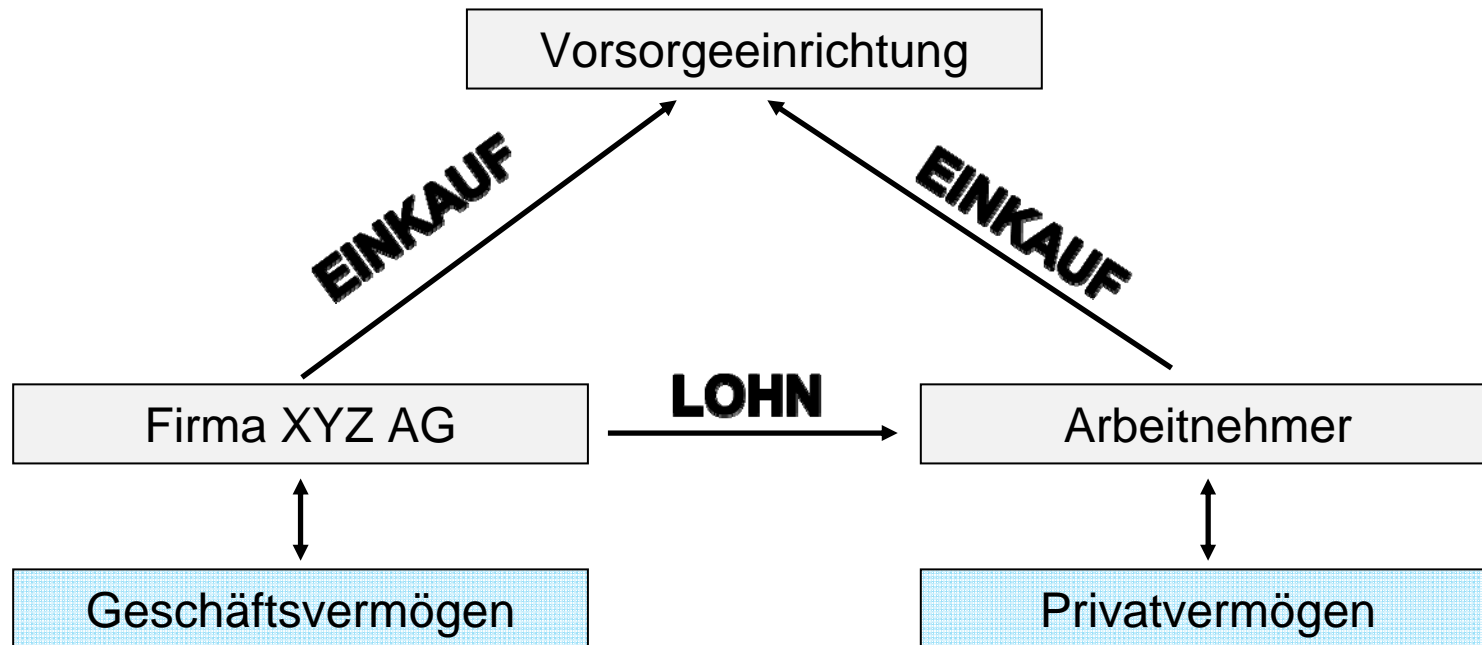 Vorsorgeeinrichtung
EINKAUF
EINKAUF
Firma XYZ AG
LOHN
Arbeitnehmer
Geschäftsvermögen
Privatvermögen